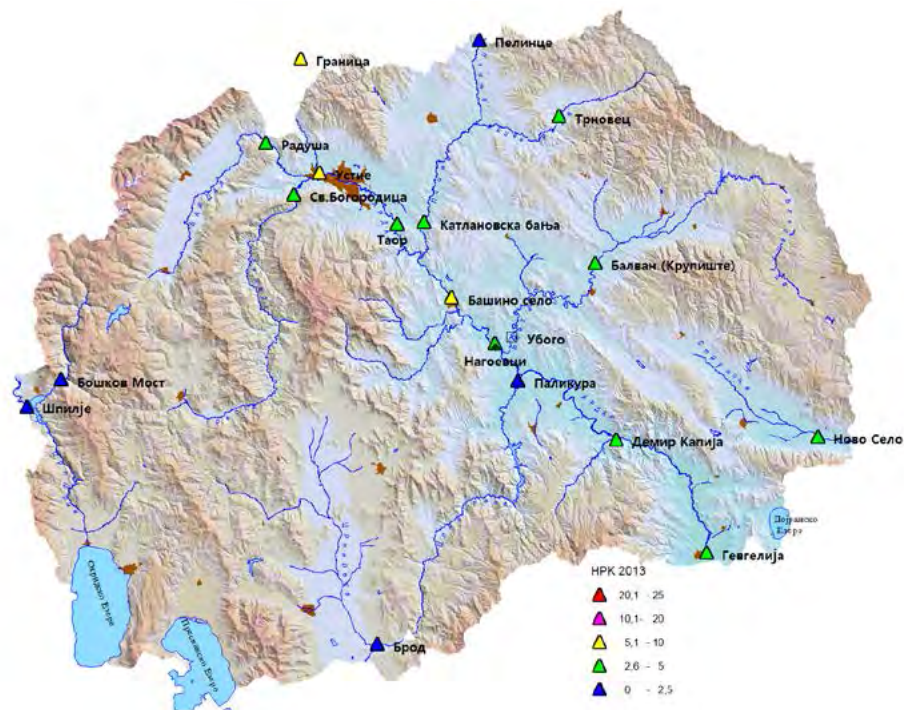 Пелинце
Граница
Трновец
Радуша
Устие
Св.Богородица
Катлановска бања
Таор
Балван (Крупиште)
Башино село
Убого
Нагоевци
Бошков Мост
Паликура
Шпилје
Демир Капија
Ново Село
Дојранско
Езеро
Гевгелија
Охридско Езеро
Преспанско Езеро
Брод
НРК 2013
20,1 - 25
10,1- 20
5,1 - 10
2,6 - 5
0 - 2,5